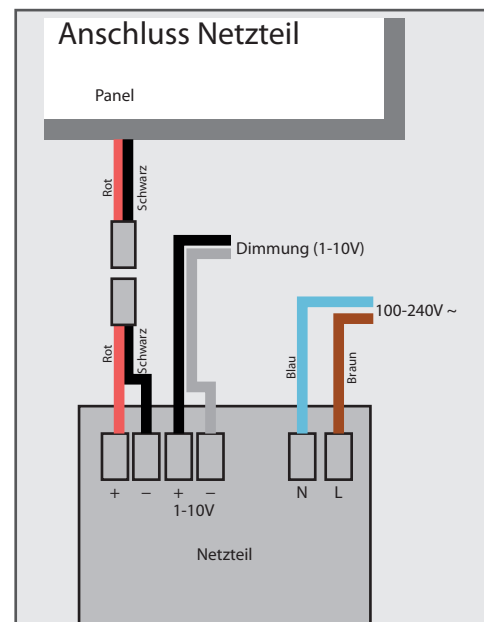 Anschluss Netzteil
Panel
Rot
Schwarz
Dimmung (1-10V)
100-240V ~
Rot
Schwarz
Blau
Braun
+ – + – N L
1-10V
Netzteil